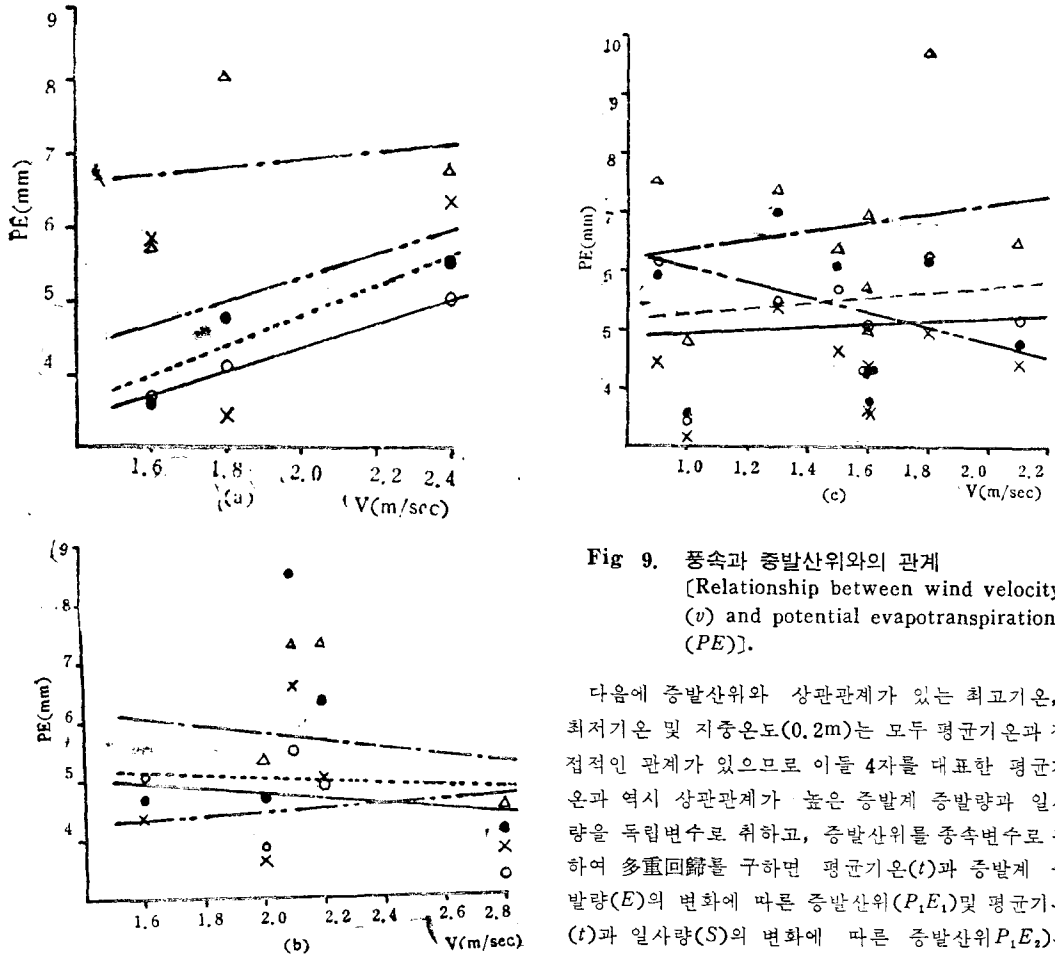 9
8
7
6
5
4
PE(mm)
1.6 1.8 2.0 2.2 2.4
(a) V(m/sec)
10
9
8
7
6
5
4
PE(mm)
1.0 1.2 1.4 1.6 1.8 2.0 2.2
(c) V(m/sec)
9
8
7
6
5
4
PE(mm)
1.6 1.8 2.0 2.2 2.4 2.6 2.8
(b) V(m/sec)
Fig 9. 풍속과 증발산위와의 관계
[Relationship between wind velocity
(v) and potential evapotranspiration
(PE)].
다음에 증발산위와 상관관계가 있는 최고기온,
최저기온 및 지중온도(0.2m)는 모두 평균기온과
접적인 관계가 있으므로 이들 4자를 대표한
온과 역시 상관관계가 높은 증발계 증발량과
량을 독립변수로 취하고, 증발산위를 종속변수로
하여 多重回歸를 구하면 평균기온(t)과 증발계
발량(E)의 변화에 따른 증발산위(P₁E₁)및
(t)과 일사량(S)의 변화에 따른 증발산위P₁E₂)